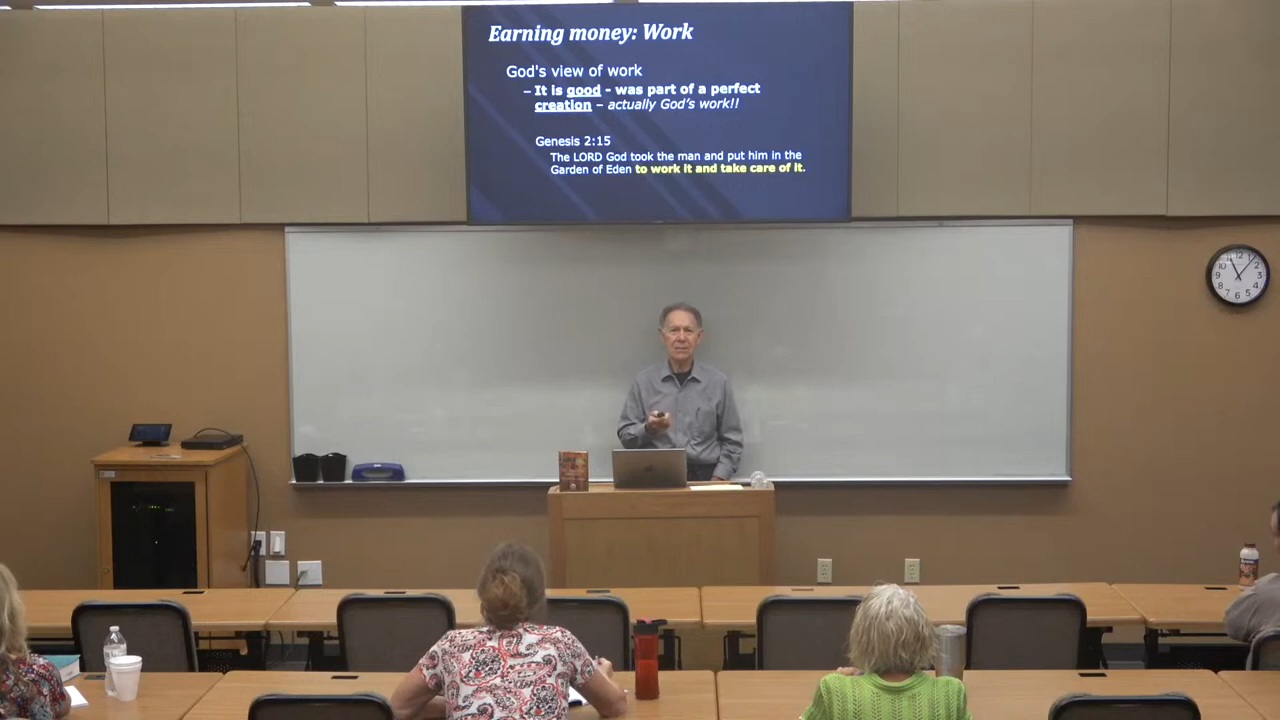 Earning money: Work
God's view of work
– It is good - was part of a perfect
creation – actually God's work!!
Genesis 2:15
The LORD God took the man and put him in the
Garden of Eden to work it and take care of it.